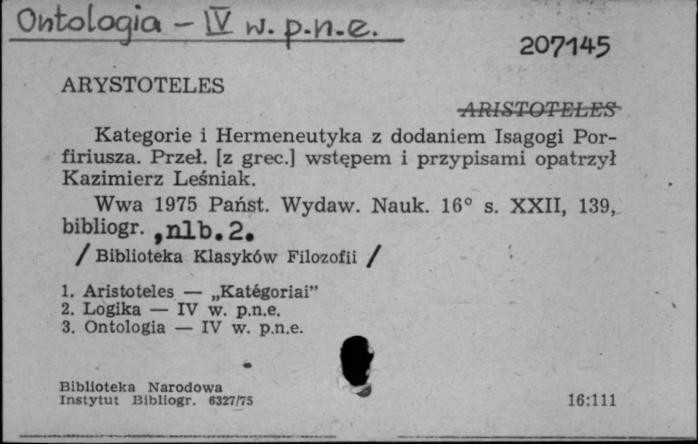 Ontologia – IV w. p.n.e.
207145
ARYSTOTELES
ARISTOTELES
Kategorie i Hermeneutyka z dodaniem Isagogi Por-
firiusza. Przeł. [z grec.] wstępem i przypisami opatrzył
Kazimierz Leśniak.
Wwa 1975 Państ. Wydaw. Nauk. 16° s. XXII, 139,
bibliogr. , nlb. 2.
/ Biblioteka Klasyków Filozofii /
1. Aristoteles — „Katégoriai”
2. Logika — IV w. p.n.e.
3. Ontologia — IV w. p.n.e.
Biblioteka Narodowa
Instytut Bibliogr. 6327/75
16:111